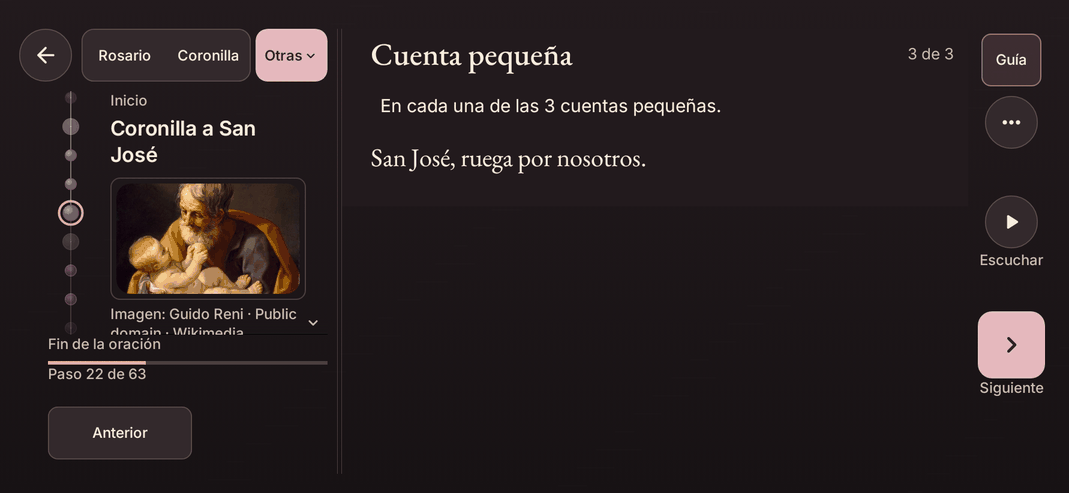 Rosario
Coronilla
Otras
Inicio
Coronilla a San
José
Imagen: Guido Reni · Public
domain · Wikimedia
Fin de la oración
Paso 22 de 63
Anterior
Cuenta pequeña
3 de 3
En cada una de las 3 cuentas pequeñas.
San José, ruega por nosotros.
Guía
Escuchar
Siguiente